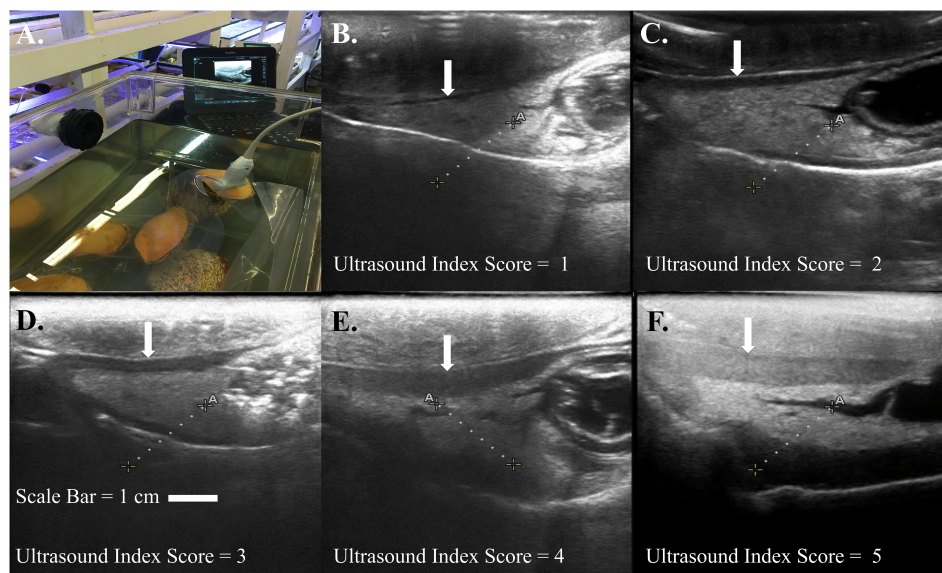 A.
B.
A
Ultrasound Index Score = 1
C.
A
Ultrasound Index Score = 2
D.
A
Scale Bar = 1 cm
Ultrasound Index Score = 3
E.
A
Ultrasound Index Score = 4
F.
A
Ultrasound Index Score = 5